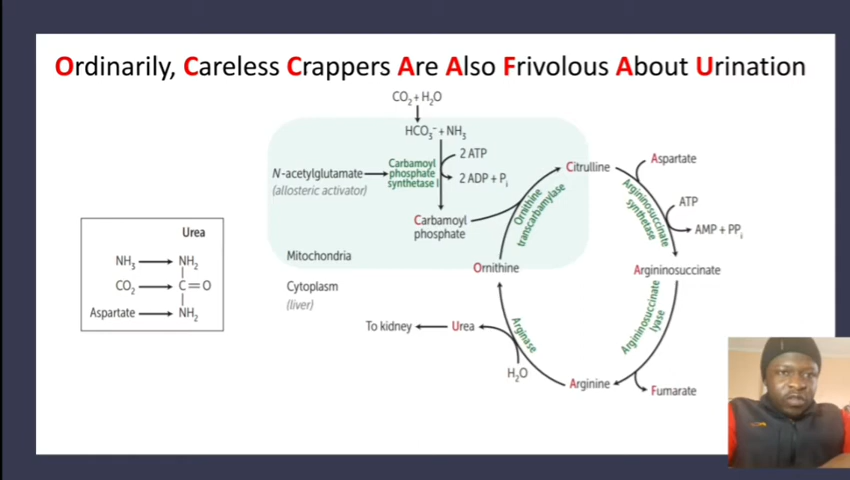 Ordinarily, Careless Crappers Are Also Frivolous About Urination
CO₂ + H₂O
HCO₃⁻ + NH₃
2 ATP
N-acetylglutamate
(allosteric activator)
Carbamoyl
phosphate
synthetase I
2 ADP + Pᵢ
Carbamoyl
phosphate
Ornithine
transcarbamylase
Citrulline
Aspartate
Argininosuccinate
synthetase
ATP
AMP + PPᵢ
Mitochondria
Ornithine
Argininosuccinate
Cytoplasm
(liver)
Argininosuccinate
lyase
To kidney
Urea
Arginase
H₂O
Arginine
Fumarate
Urea
NH₃
NH₂
CO₂
C=O
Aspartate
NH₂